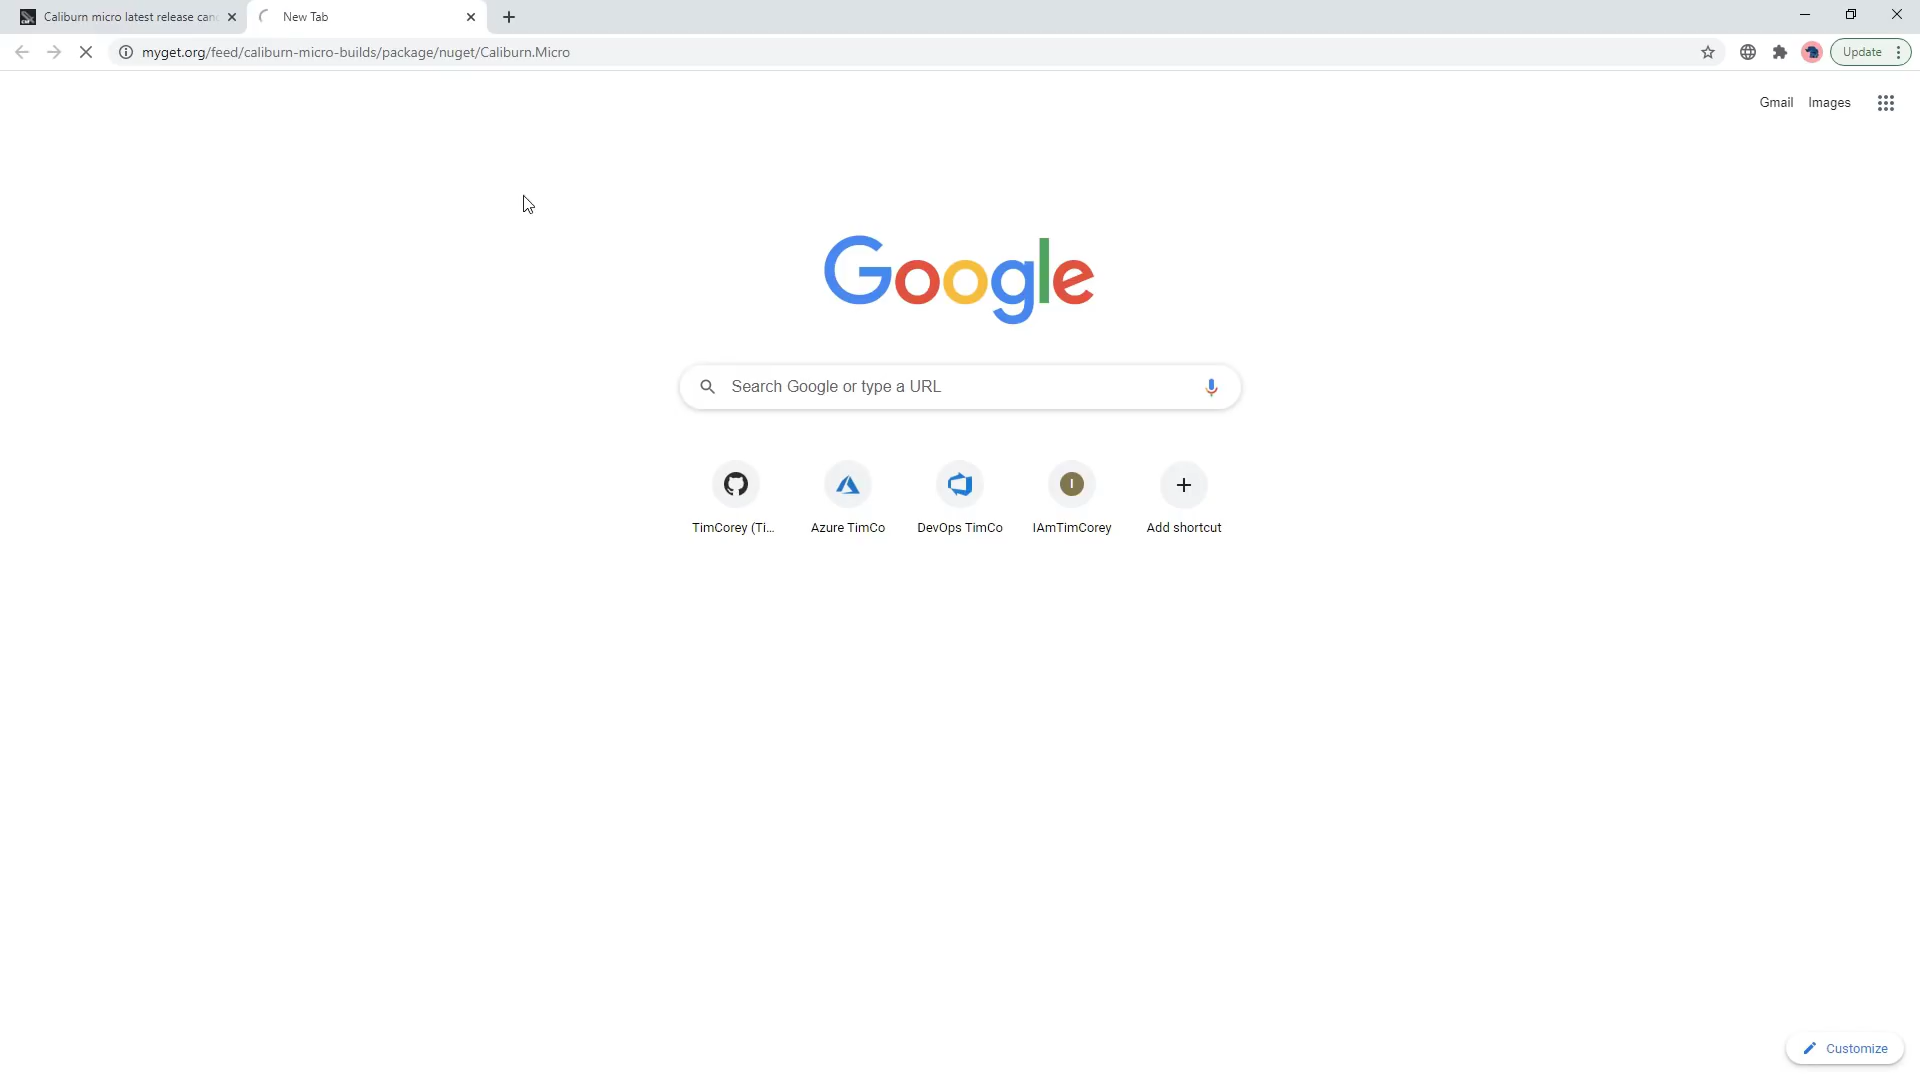 Caliburn micro latest release can
New Tab
myget.org/feed/caliburn-micro-builds/package/nuget/Caliburn.Micro
Update
Gmail
Images
Google
Search Google or type a URL
TimCorey (Ti...
Azure TimCo
DevOps TimCo
I
IAmTimCorey
Add shortcut
Customize